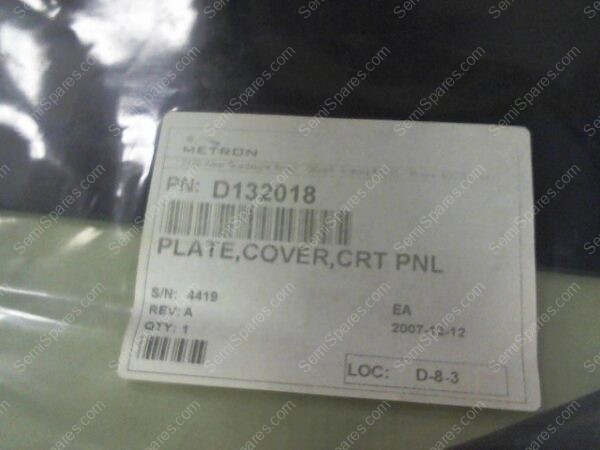 METRON
PN: D132018
PLATE,COVER,CRT PNL
S/N: 4419
REV: A
EA
QTY: 1
2007-12-12
LOC: D-8-3
SemiSpares.com